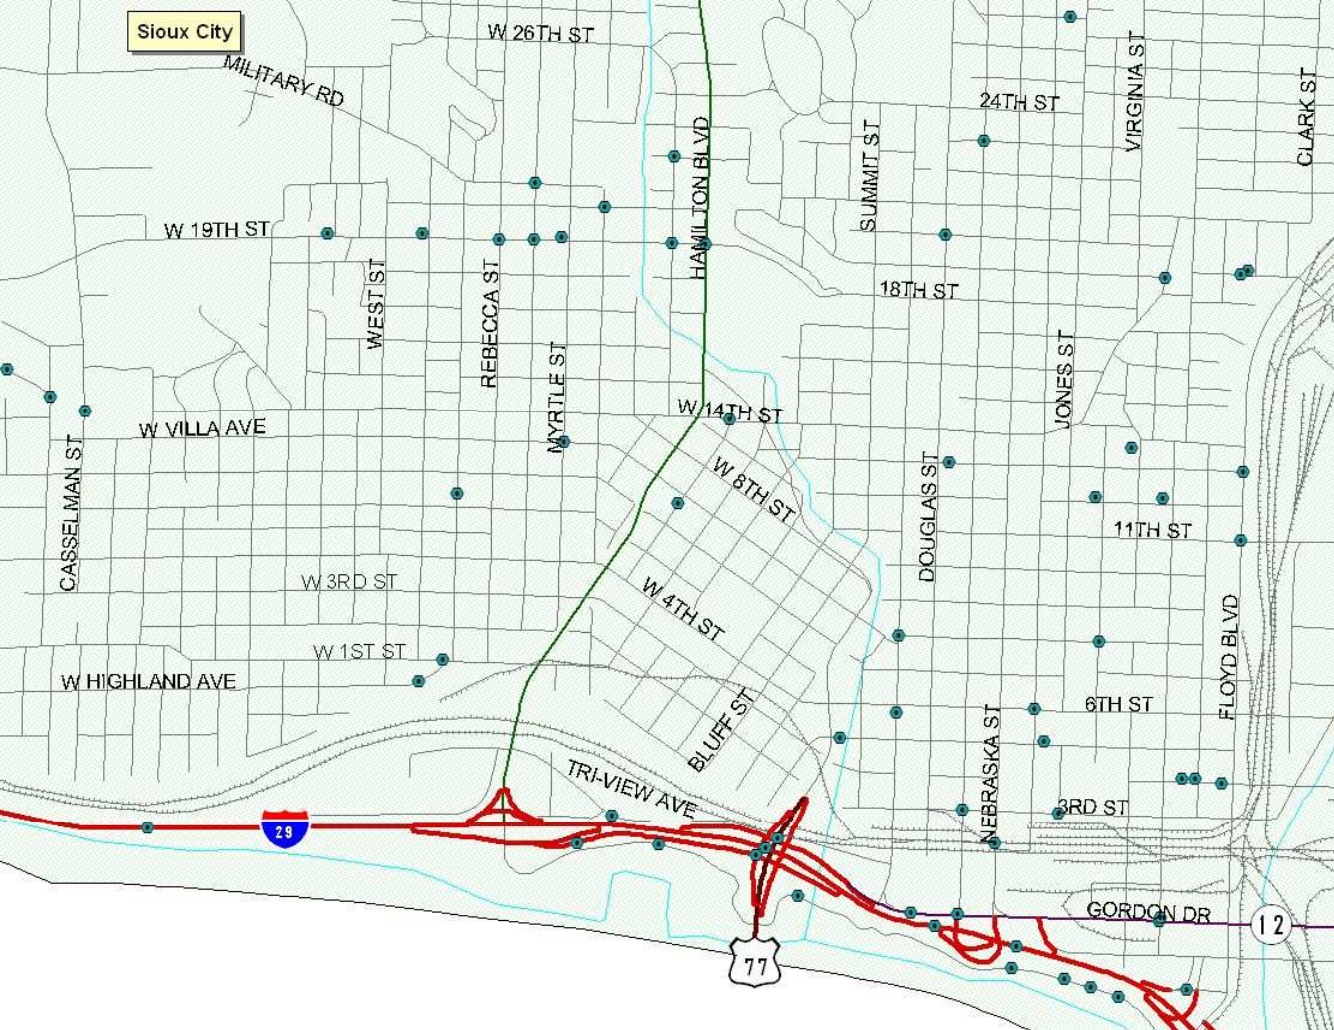 Sioux City
W 26TH ST
MILITARY RD
24TH ST
VIRGINIA ST
CLARK ST
HAMILTON BLVD
SUMMIT ST
W 19TH ST
WEST ST
REBECCA ST
18TH ST
MYRTLE ST
JONES ST
W 14TH ST
W VILLA AVE
CASSELMAN ST
W 8TH ST
DOUGLAS ST
11TH ST
W 3RD ST
W 4TH ST
FLOYD BLVD
W 1ST ST
W HIGHLAND AVE
BLUFF ST
6TH ST
NEBRASKA ST
TRI-VIEW AVE
3RD ST
29
GORDON DR
12
77